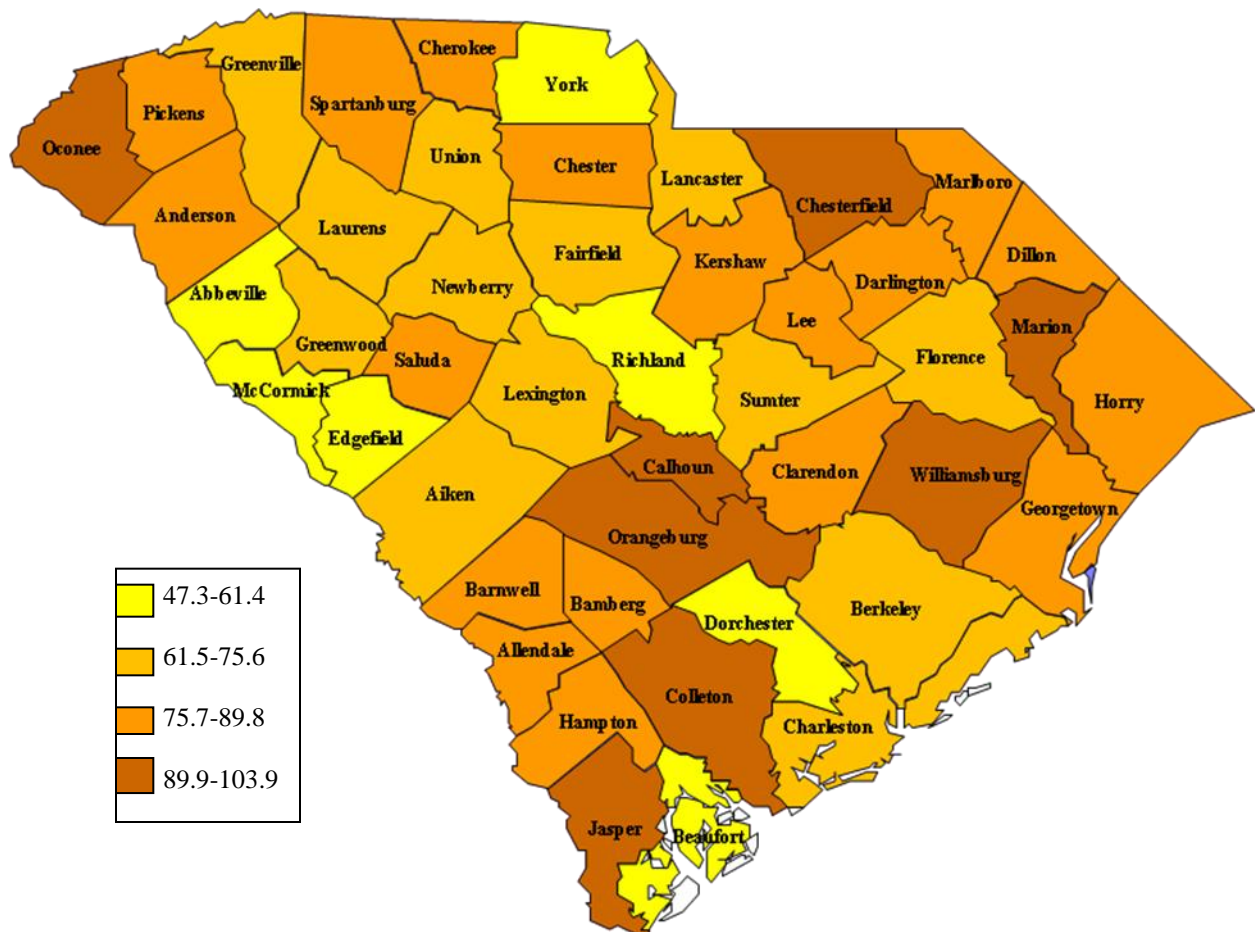 Cherokee
Greenville
York
Spartanburg
Pickens
Oconee
Union
Chester
Lancaster
Marlboro
Chesterfield
Anderson
Laurens
Fairfield
Kershaw
Dillon
Darlington
Newberry
Abbeville
Lee
Marion
Greenwood
Saluda
Richland
Florence
McCormick
Lexington
Sumter
Horry
Edgefield
Calhoun
Clarendon
Williamsburg
Aiken
Georgetown
Orangeburg
Barnwell
Bamberg
Berkeley
Dorchester
Allendale
Colleton
Hampton
Charleston
Jasper
Beaufort
47.3-61.4
61.5-75.6
75.7-89.8
89.9-103.9